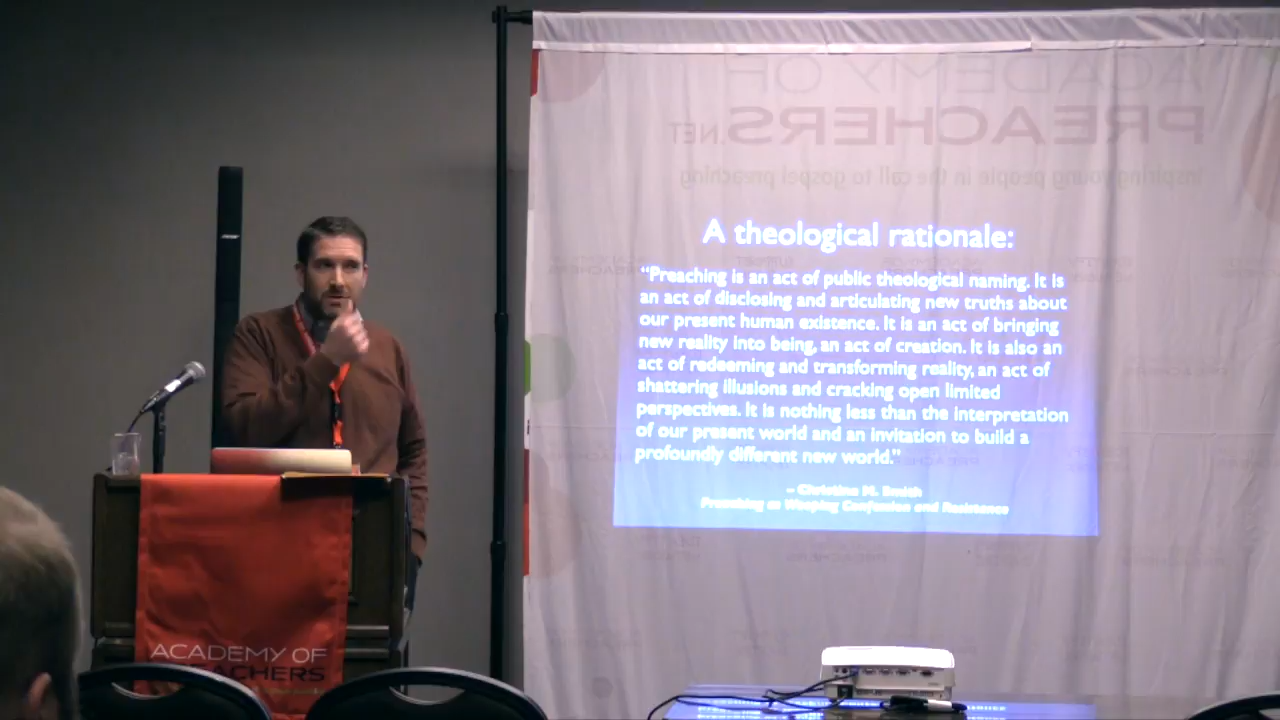 ACADEMY OF
PREACHERS.NET
inspiring young people in the call to gospel preaching
A theological rationale:
“Preaching is an act of public theological naming. It is
an act of disclosing and articulating new truths about
our present human existence. It is an act of bringing
new reality into being, an act of creation. It is also an
act of redeeming and transforming reality, an act of
shattering illusions and cracking open limited
perspectives. It is nothing less than the interpretation
of our present world and an invitation to build a
profoundly different new world.”
– Christine M. Smith
Preaching as Weeping Confession and Resistance
ACADEMY OF
PREACHERS